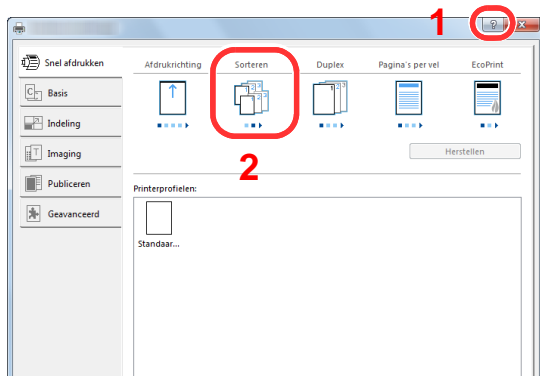 1
?
Snel afdrukken
Afdrukrichting Sorteren Duplex Pagina's per vel EcoPrint
Basis
Indeling
Imaging
Herstellen
2
Publiceren
Printerprofielen:
Geavanceerd
Standaar...